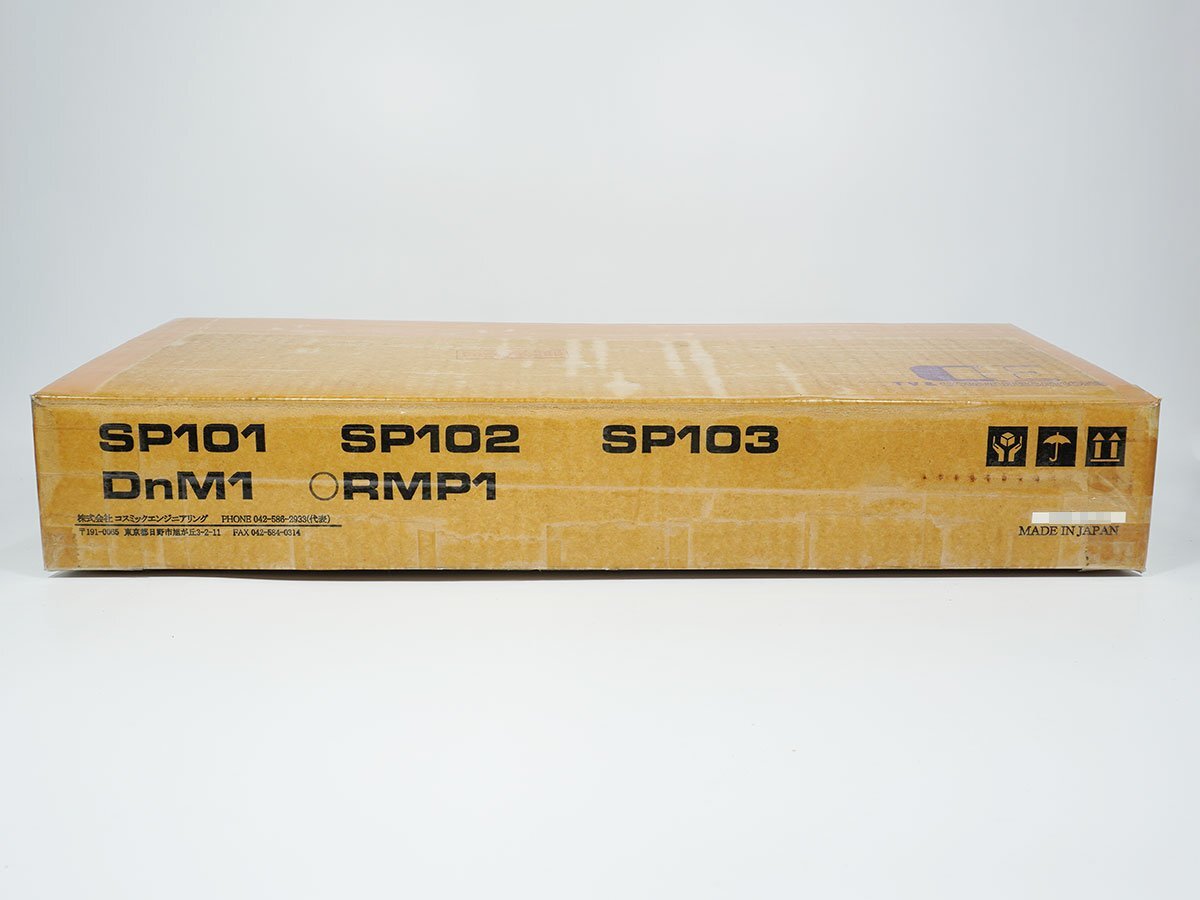 SP101 SP102 SP103
DnM1 ○RMP1
株式会社 コスミックエンジニアリング PHONE 042-586-2933(代表)
〒191-0065 東京都日野市旭が丘3-2-11 FAX 042-584-0314
MADE IN JAPAN